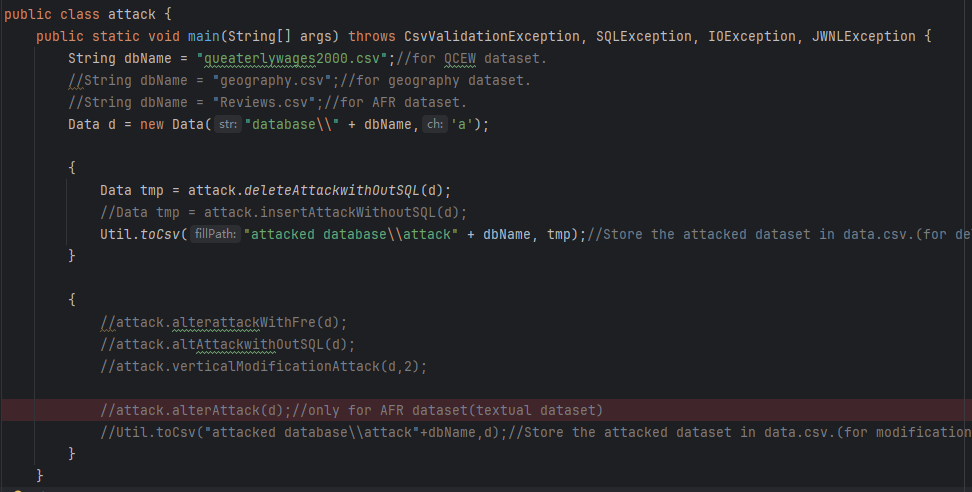 public class attack {
public static void main(String[] args) throws CsvValidationException, SQLException, IOException, JWNLException {
String dbName = "queaterlywages2000.csv";//for QCEW dataset.
//String dbName = "geography.csv";//for geography dataset.
//String dbName = "Reviews.csv";//for AFR dataset.
Data d = new Data( str: "database\\" + dbName, ch: 'a');
{
Data tmp = attack.deleteAttackwithOutSQL(d);
//Data tmp = attack.insertAttackWithoutSQL(d);
Util.toCsv( fillPath: "attacked database\\attack" + dbName, tmp);//Store the attacked dataset in data.csv.(for de
}
{
//attack.alterattackWithFre(d);
//attack.altAttackwithOutSQL(d);
//attack.verticalModificationAttack(d,2);
//attack.alterAttack(d);//only for AFR dataset(textual dataset)
//Util.toCsv("attacked database\\attack"+dbName,d);//Store the attacked dataset in data.csv.(for modification
}
}